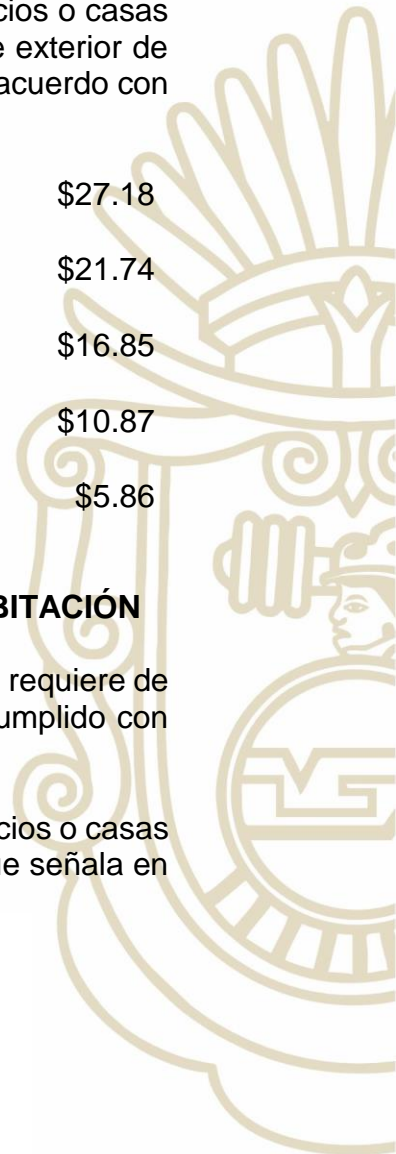 cios o casas
e exterior de
acuerdo con
$27.18
$21.74
$16.85
$10.87
$5.86
BITACIÓN
requiere de
umplido con
cios o casas
ue señala en